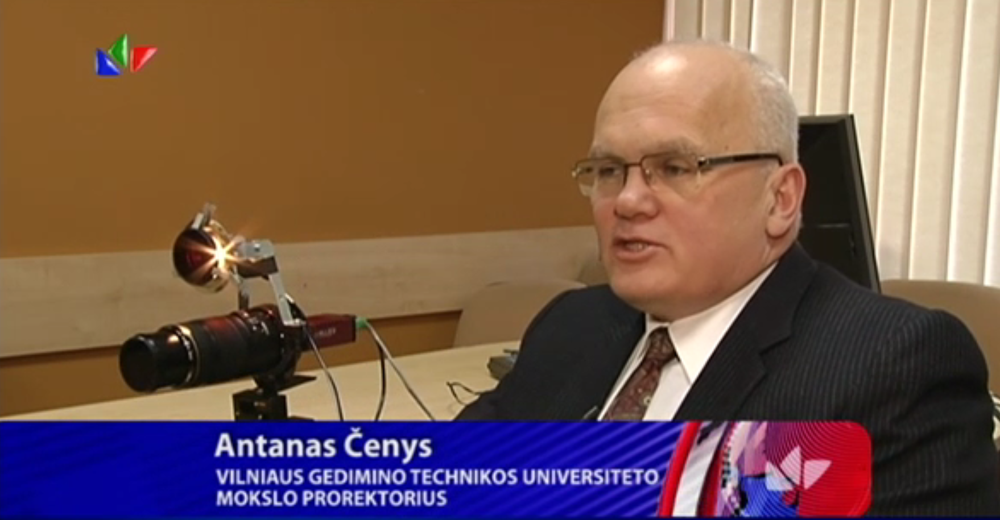 Antanas Čenys
VILNIAUS GEDIMINO TECHNIKOS UNIVERSITETO
MOKSLO PROREKTORIUS